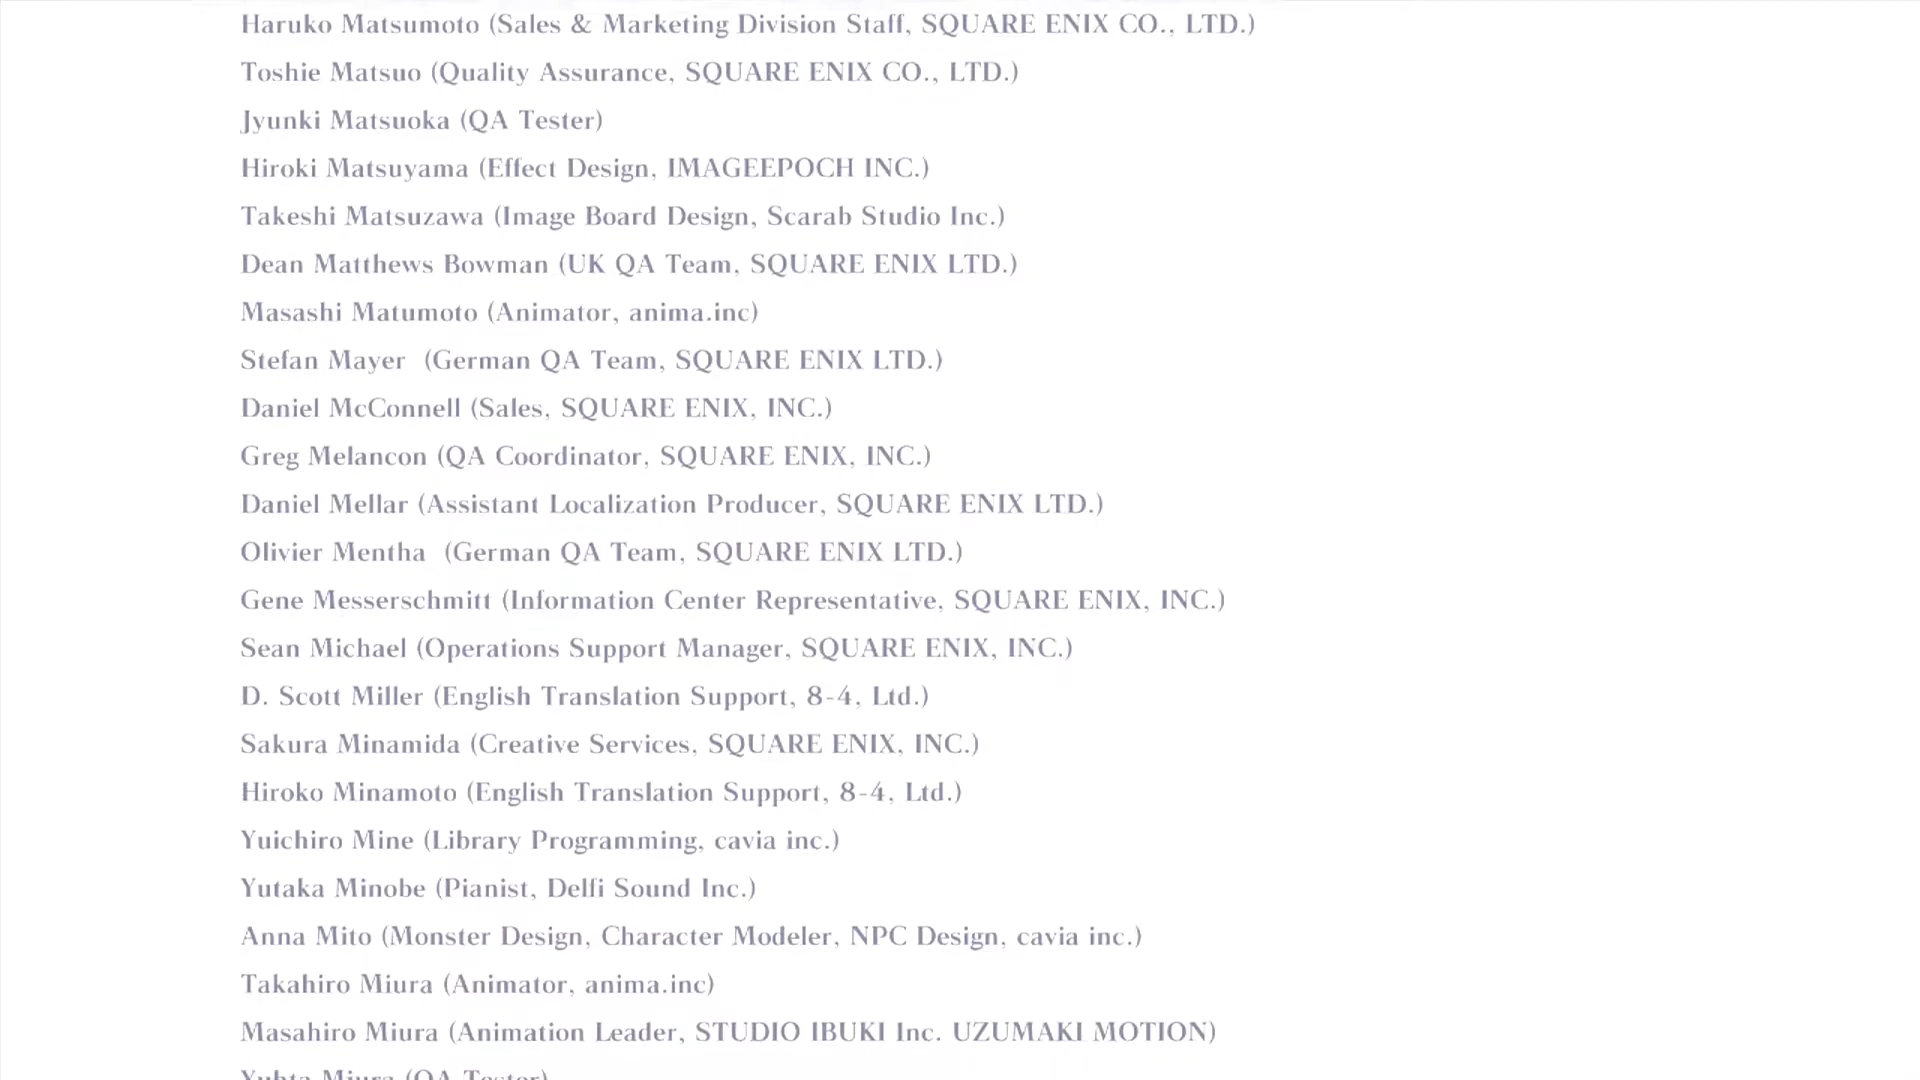 Haruko Matsumoto (Sales & Marketing Division Staff, SQUARE ENIX CO., LTD.)
Toshie Matsuo (Quality Assurance, SQUARE ENIX CO., LTD.)
Jyunki Matsuoka (QA Tester)
Hiroki Matsuyama (Effect Design, IMAGEEPOCH INC.)
Takeshi Matsuzawa (Image Board Design, Scarab Studio Inc.)
Dean Matthews Bowman (UK QA Team, SQUARE ENIX LTD.)
Masashi Matumoto (Animator, anima.inc)
Stefan Mayer  (German QA Team, SQUARE ENIX LTD.)
Daniel McConnell (Sales, SQUARE ENIX, INC.)
Greg Melancon (QA Coordinator, SQUARE ENIX, INC.)
Daniel Mellar (Assistant Localization Producer, SQUARE ENIX LTD.)
Olivier Mentha  (German QA Team, SQUARE ENIX LTD.)
Gene Messerschmitt (Information Center Representative, SQUARE ENIX, INC.)
Sean Michael (Operations Support Manager, SQUARE ENIX, INC.)
D. Scott Miller (English Translation Support, 8-4, Ltd.)
Sakura Minamida (Creative Services, SQUARE ENIX, INC.)
Hiroko Minamoto (English Translation Support, 8-4, Ltd.)
Yuichiro Mine (Library Programming, cavia inc.)
Yutaka Minobe (Pianist, Delfi Sound Inc.)
Anna Mito (Monster Design, Character Modeler, NPC Design, cavia inc.)
Takahiro Miura (Animator, anima.inc)
Masahiro Miura (Animation Leader, STUDIO IBUKI Inc. UZUMAKI MOTION)
Yuhta Miura (QA Tester)